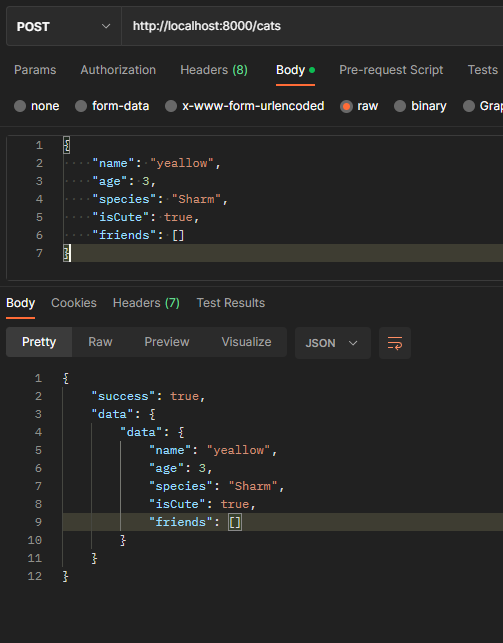 POST http://localhost:8000/cats
Params Authorization Headers (8) Body Pre-request Script Tests
none form-data x-www-form-urlencoded raw binary Grap
1 {
2 ····"name":·"yeallow",
3 ····"age":·3,
4 ····"species":·"Sharm",
5 ····"isCute":·true,
6 ····"friends":·[]
7 }
Body Cookies Headers (7) Test Results
Pretty Raw Preview Visualize JSON
1 {
2     "success": true,
3     "data": {
4         "data": {
5             "name": "yeallow",
6             "age": 3,
7             "species": "Sharm",
8             "isCute": true,
9             "friends": []
10         }
11     }
12 }